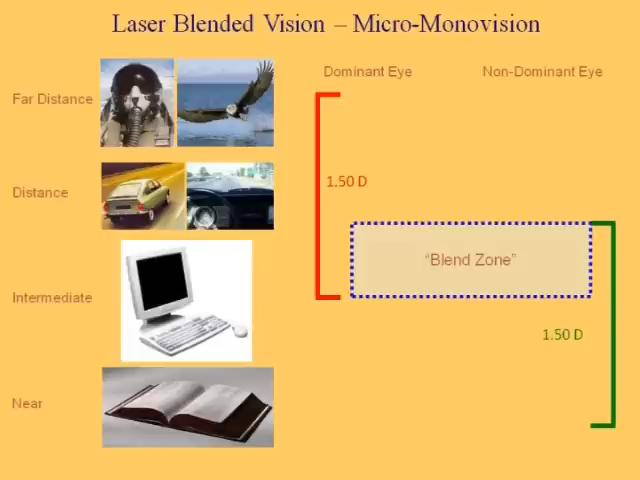 Laser Blended Vision – Micro-Monovision
Dominant Eye
Non-Dominant Eye
Far Distance
1.50 D
Distance
“Blend Zone”
Intermediate
1.50 D
Near